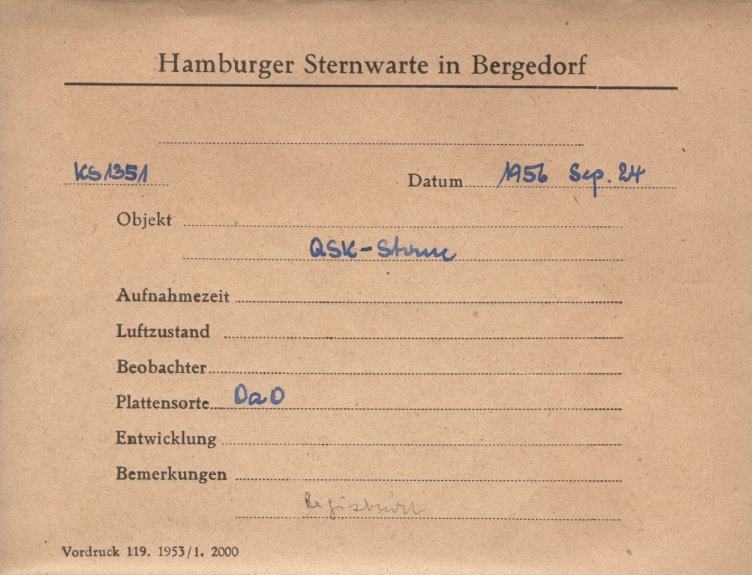 Hamburger Sternwarte in Bergedorf
KS1351 Datum 1956 Sep. 24
Objekt
QSK-Sterne
Aufnahmezeit
Luftzustand
Beobachter
Plattensorte DaO
Entwicklung
Bemerkungen
Registriert
Vordruck 119. 1953/1. 2000